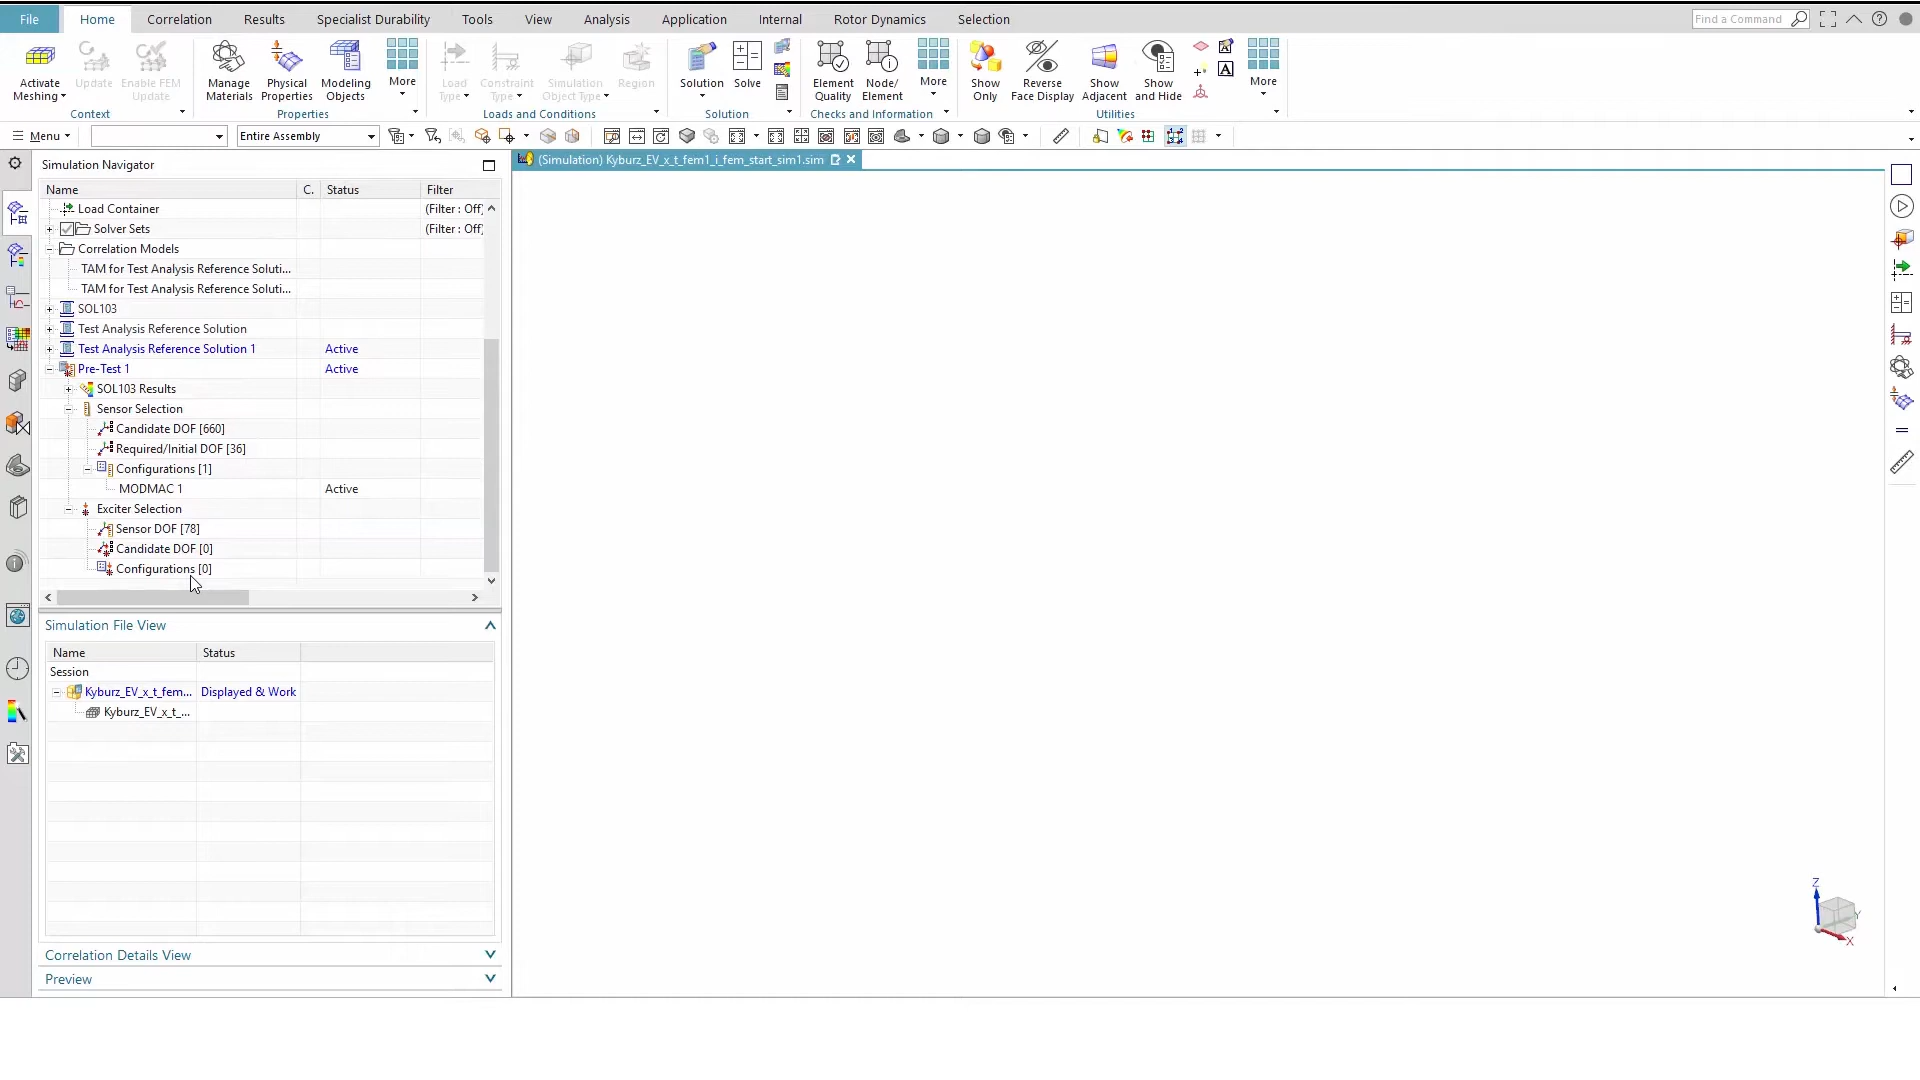 File Home Correlation Results Specialist Durability Tools View Analysis Application Internal Rotor Dynamics Selection Find a Command
Activate Meshing Update Enable FEM Update Manage Materials Physical Properties Modeling Objects More Load Type Constraint Type Simulation Object Type Region Solution Solve Element Quality Node/ Element More Show Only Reverse Face Display Show Adjacent Show and Hide More
Context Properties Loads and Conditions Solution Checks and Information Utilities
Menu Entire Assembly
Simulation Navigator (Simulation) Kyburz_EV_x_t_fem1_i_fem_start_sim1.sim
Name C. Status Filter
Load Container (Filter : Off)
Solver Sets (Filter : Off)
Correlation Models
TAM for Test Analysis Reference Soluti...
TAM for Test Analysis Reference Soluti...
SOL103
Test Analysis Reference Solution
Test Analysis Reference Solution 1 Active
Pre-Test 1 Active
SOL103 Results
Sensor Selection
Candidate DOF [660]
Required/Initial DOF [36]
Configurations [1]
MODMAC 1 Active
Exciter Selection
Sensor DOF [78]
Candidate DOF [0]
Configurations [0]
Simulation File View
Name Status
Session
Kyburz_EV_x_t_fem... Displayed & Work
Kyburz_EV_x_t_...
Correlation Details View
Preview
Z
Y
X